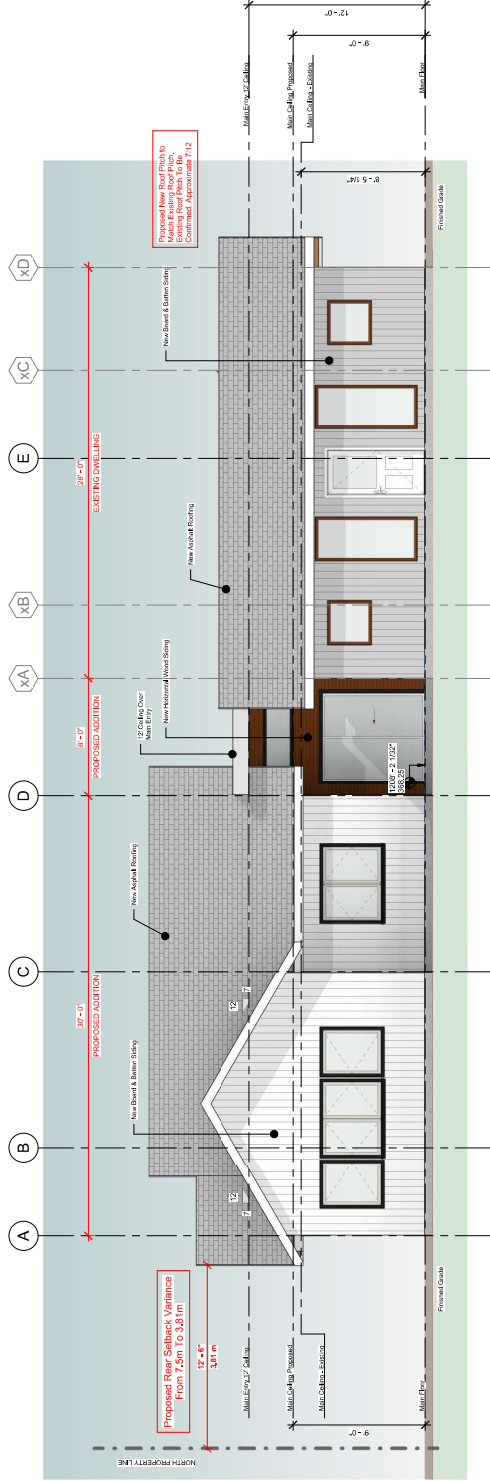 A
B
C
D
xA
xB
E
xC
xD
30' - 0"
PROPOSED ADDITION
8' - 0"
PROPOSED ADDITION
28' - 0"
EXISTING DWELLING
Proposed New Roof Pitch to
Match Existing Roof Pitch,
Existing Roof Pitch To Be
Confirmed. Approximate 7/12
Proposed Rear Setback Variance
From 7.5m To 3.81m
12' - 6"
3.81 m
New Board & Batten Siding
New Asphalt Roofing
12' Ceiling Over
Main Entry
New Horizontal Wood Siding
New Asphalt Roofing
New Board & Batten Siding
12
7
12
7
1208' - 2 1/32"
368.25
Main Entry 12' Ceiling
Main Ceiling Proposed
Main Ceiling - Existing
Main Floor
Finished Grade
9' - 0"
NORTH PROPERTY LINE
Main Entry 12' Ceiling
Main Ceiling Proposed
Main Ceiling - Existing
Main Floor
Finished Grade
8' - 5 1/4"
9' - 0"
12' - 0"